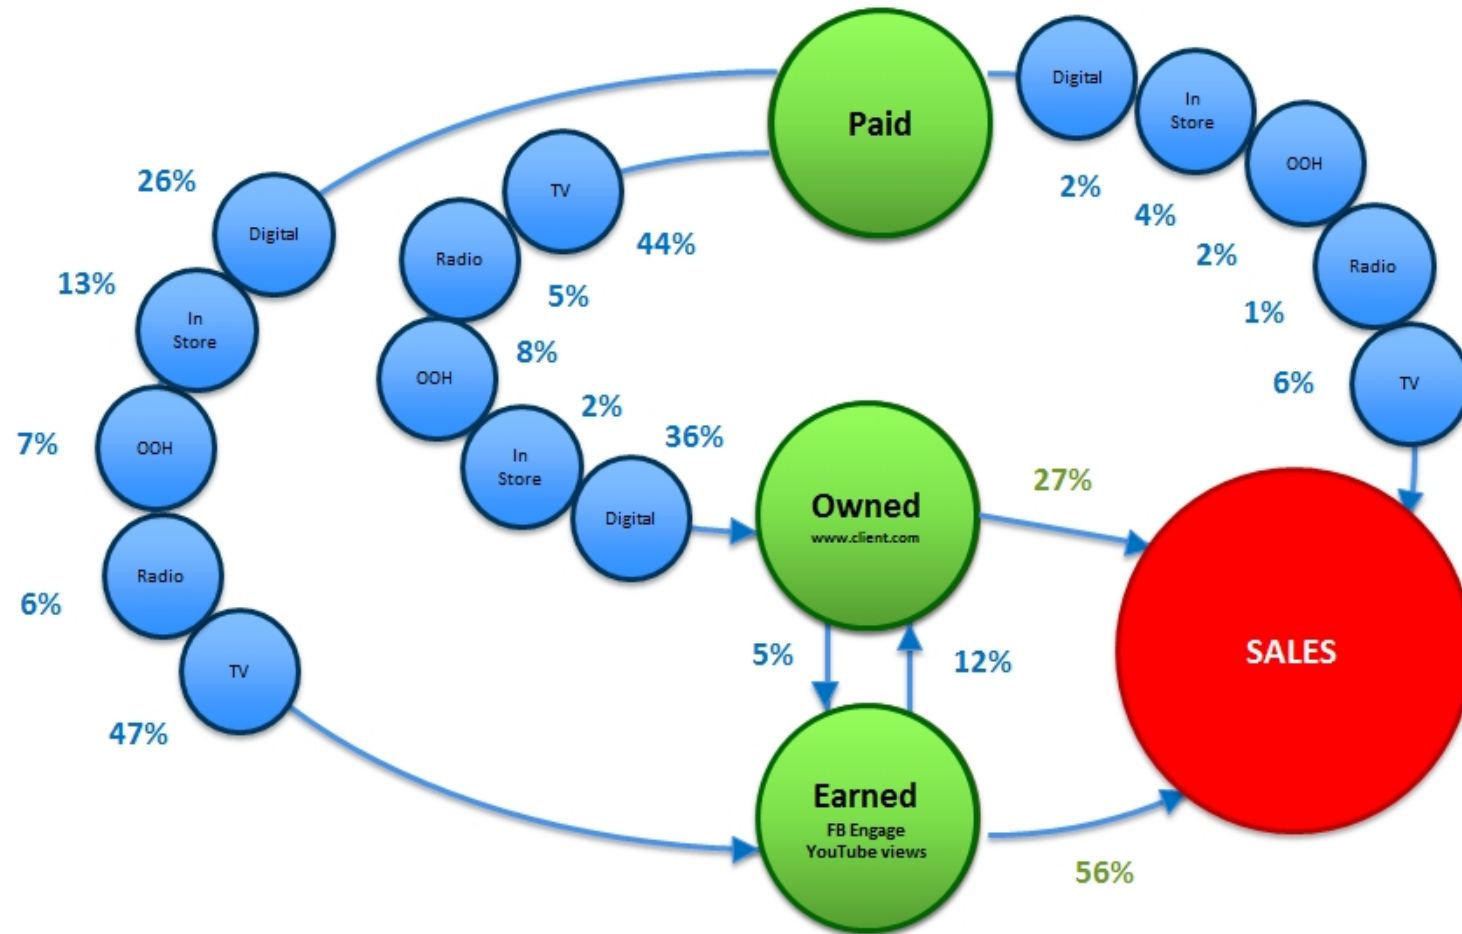 Paid
Digital
2%
In
Store
4%
OOH
2%
Radio
1%
TV
6%
26%
Digital
13%
In
Store
7%
OOH
6%
Radio
47%
TV
TV
44%
Radio
5%
OOH
8%
In
Store
2%
Digital
36%
Owned
www.client.com
27%
5%
12%
Earned
FB Engage
YouTube views
56%
SALES